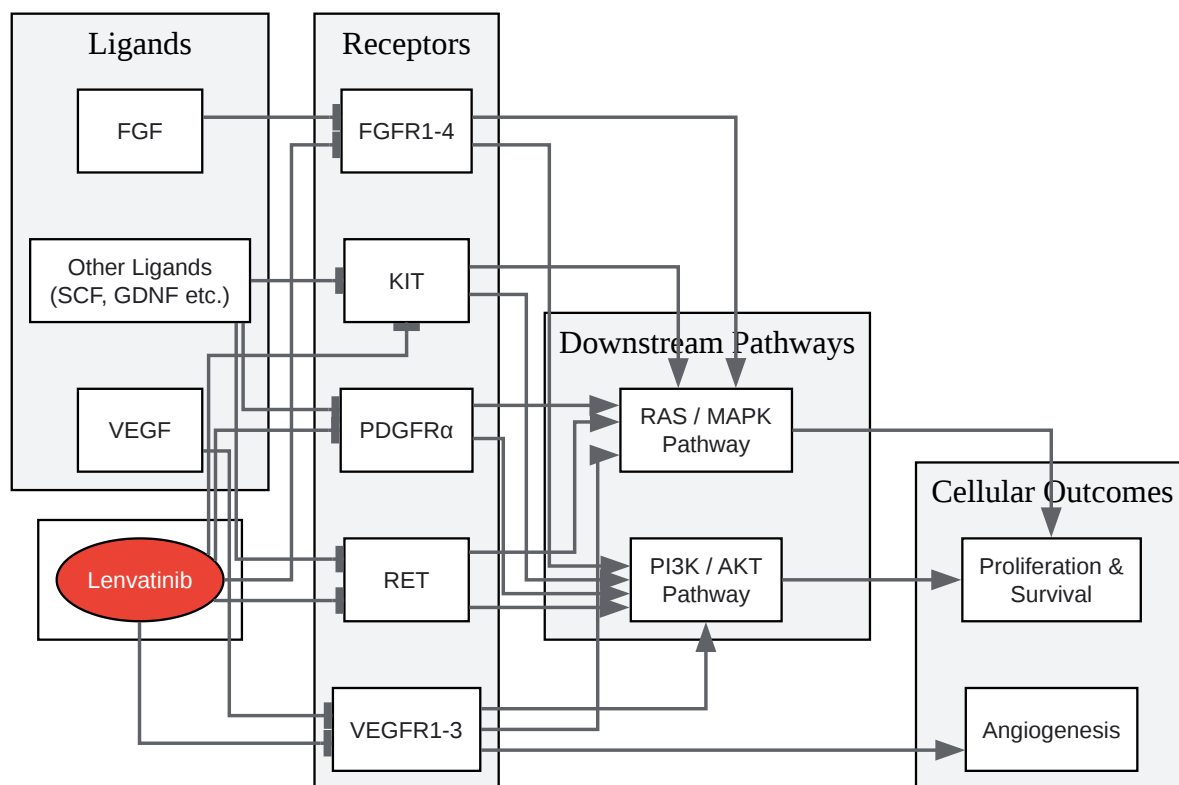 Ligands
FGF
Other Ligands
(SCF, GDNF etc.)
VEGF
Lenvatinib
Receptors
FGFR1-4
KIT
PDGFRα
RET
VEGFR1-3
Downstream Pathways
RAS / MAPK
Pathway
PI3K / AKT
Pathway
Cellular Outcomes
Proliferation &
Survival
Angiogenesis